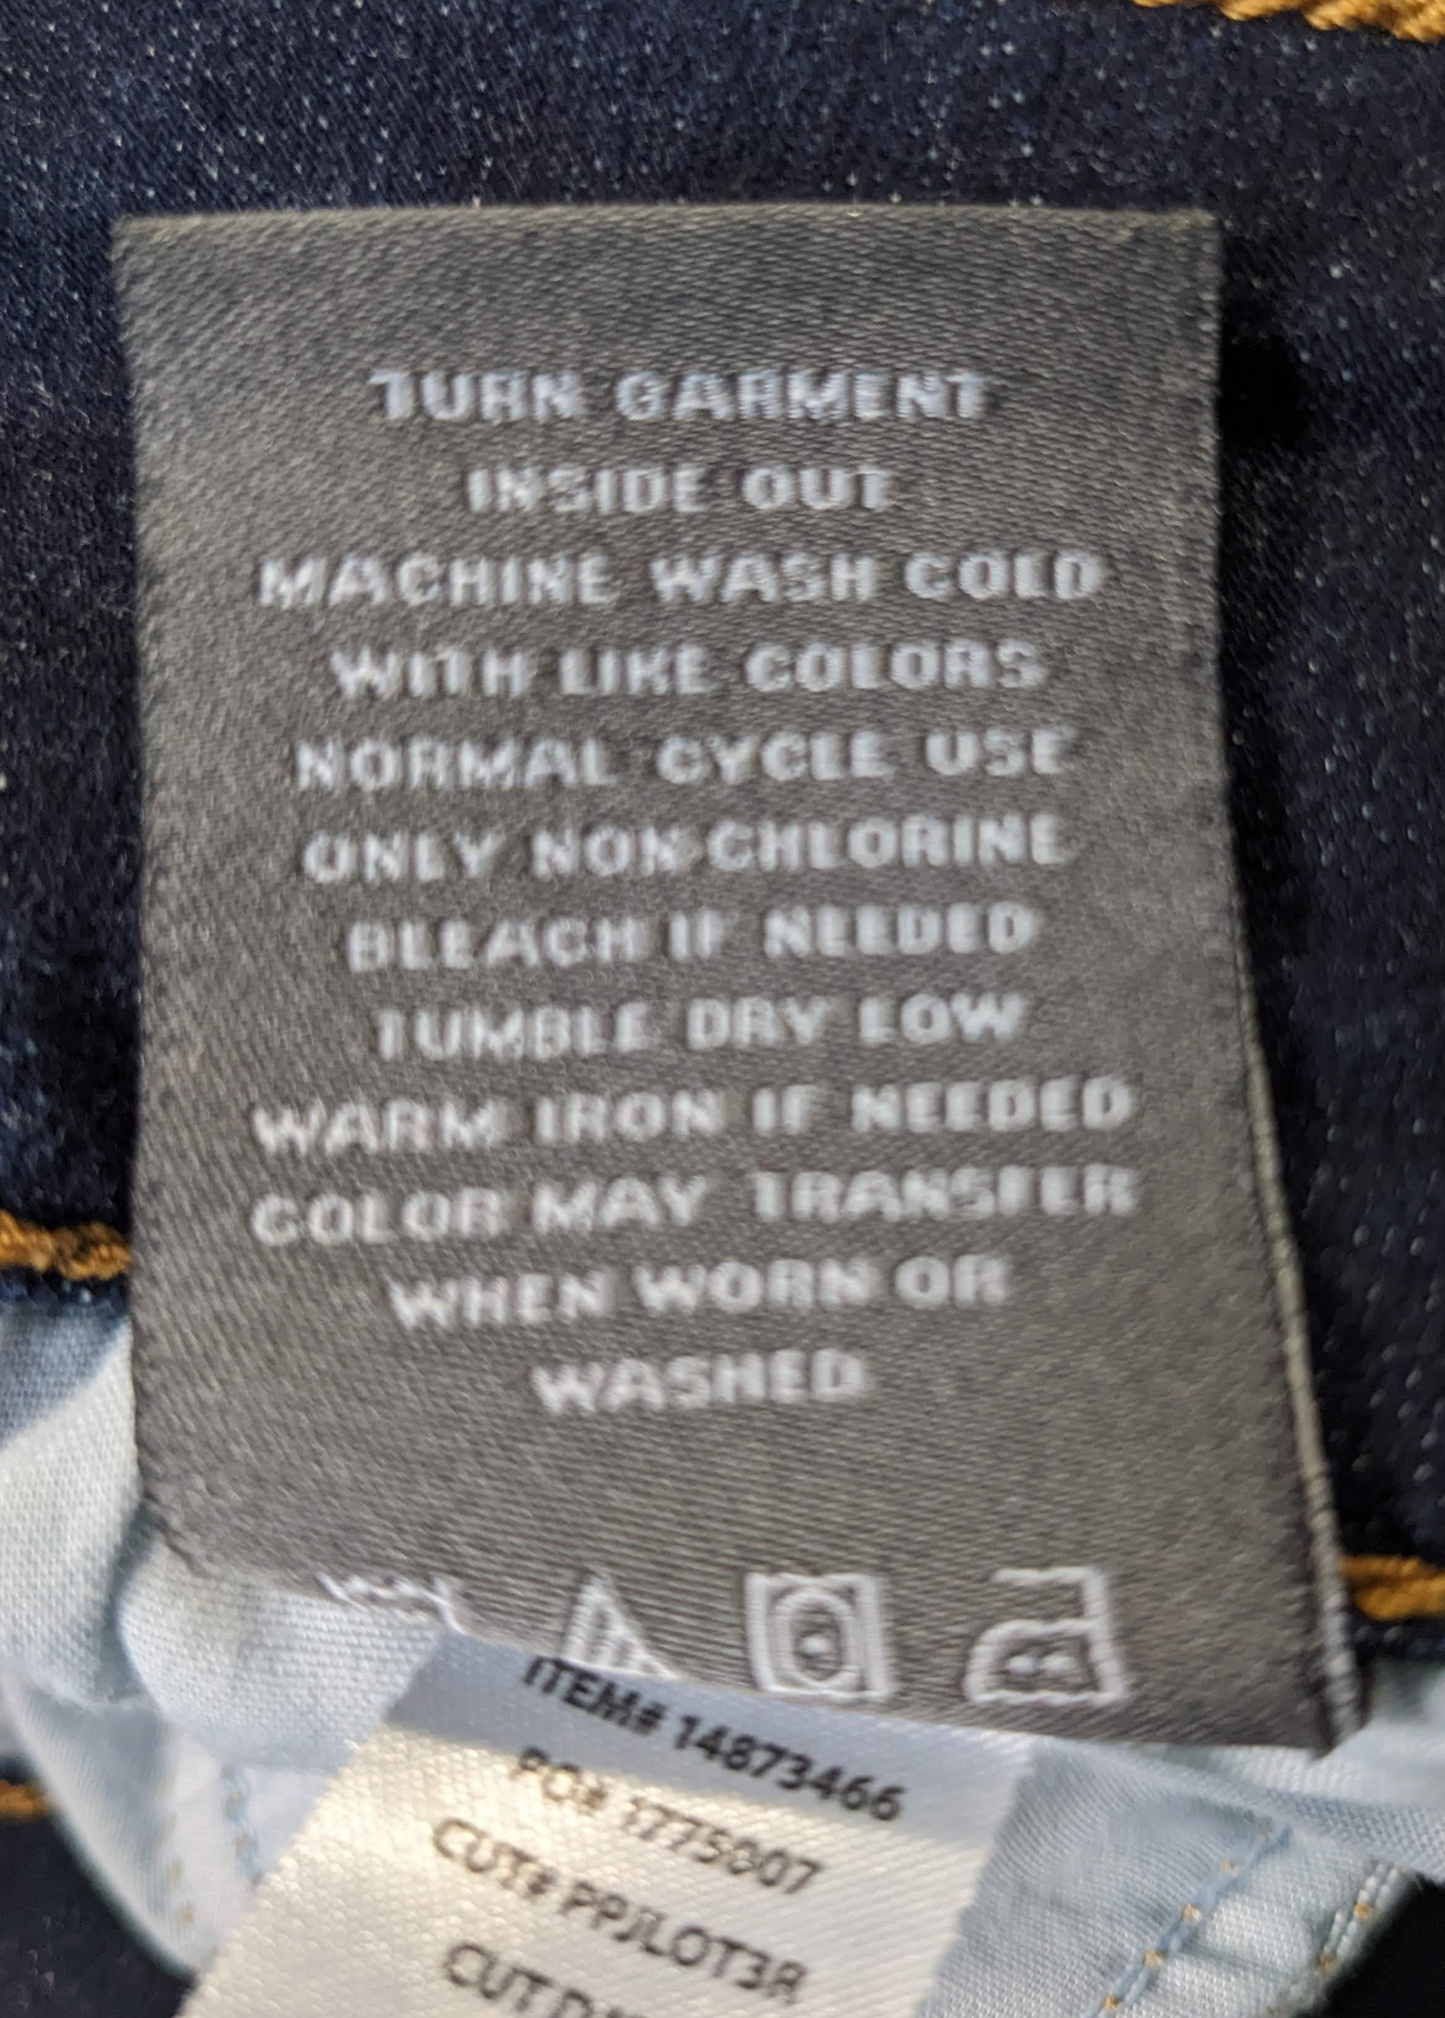 TURN GARMENT
INSIDE OUT
MACHINE WASH COLD
WITH LIKE COLORS
NORMAL CYCLE USE
ONLY NON-CHLORINE
BLEACH IF NEEDED
TUMBLE DRY LOW
WARM IRON IF NEEDED
COLOR MAY TRANSFER
WHEN WORN OR
WASHED
ITEM# 14873466
PO# 1775007
CUT# PPJLOT3R